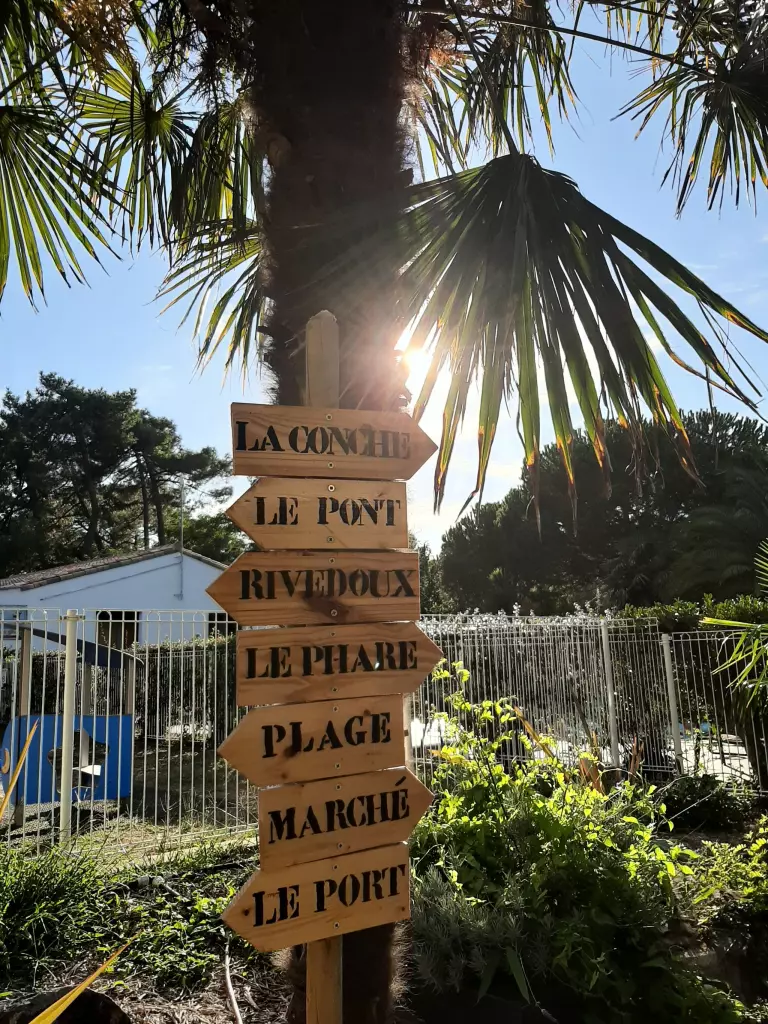 LA CONCHE
LE PONT
RIVEDOUX
LE PHARE
PLAGE
MARCHÉ
LE PORT